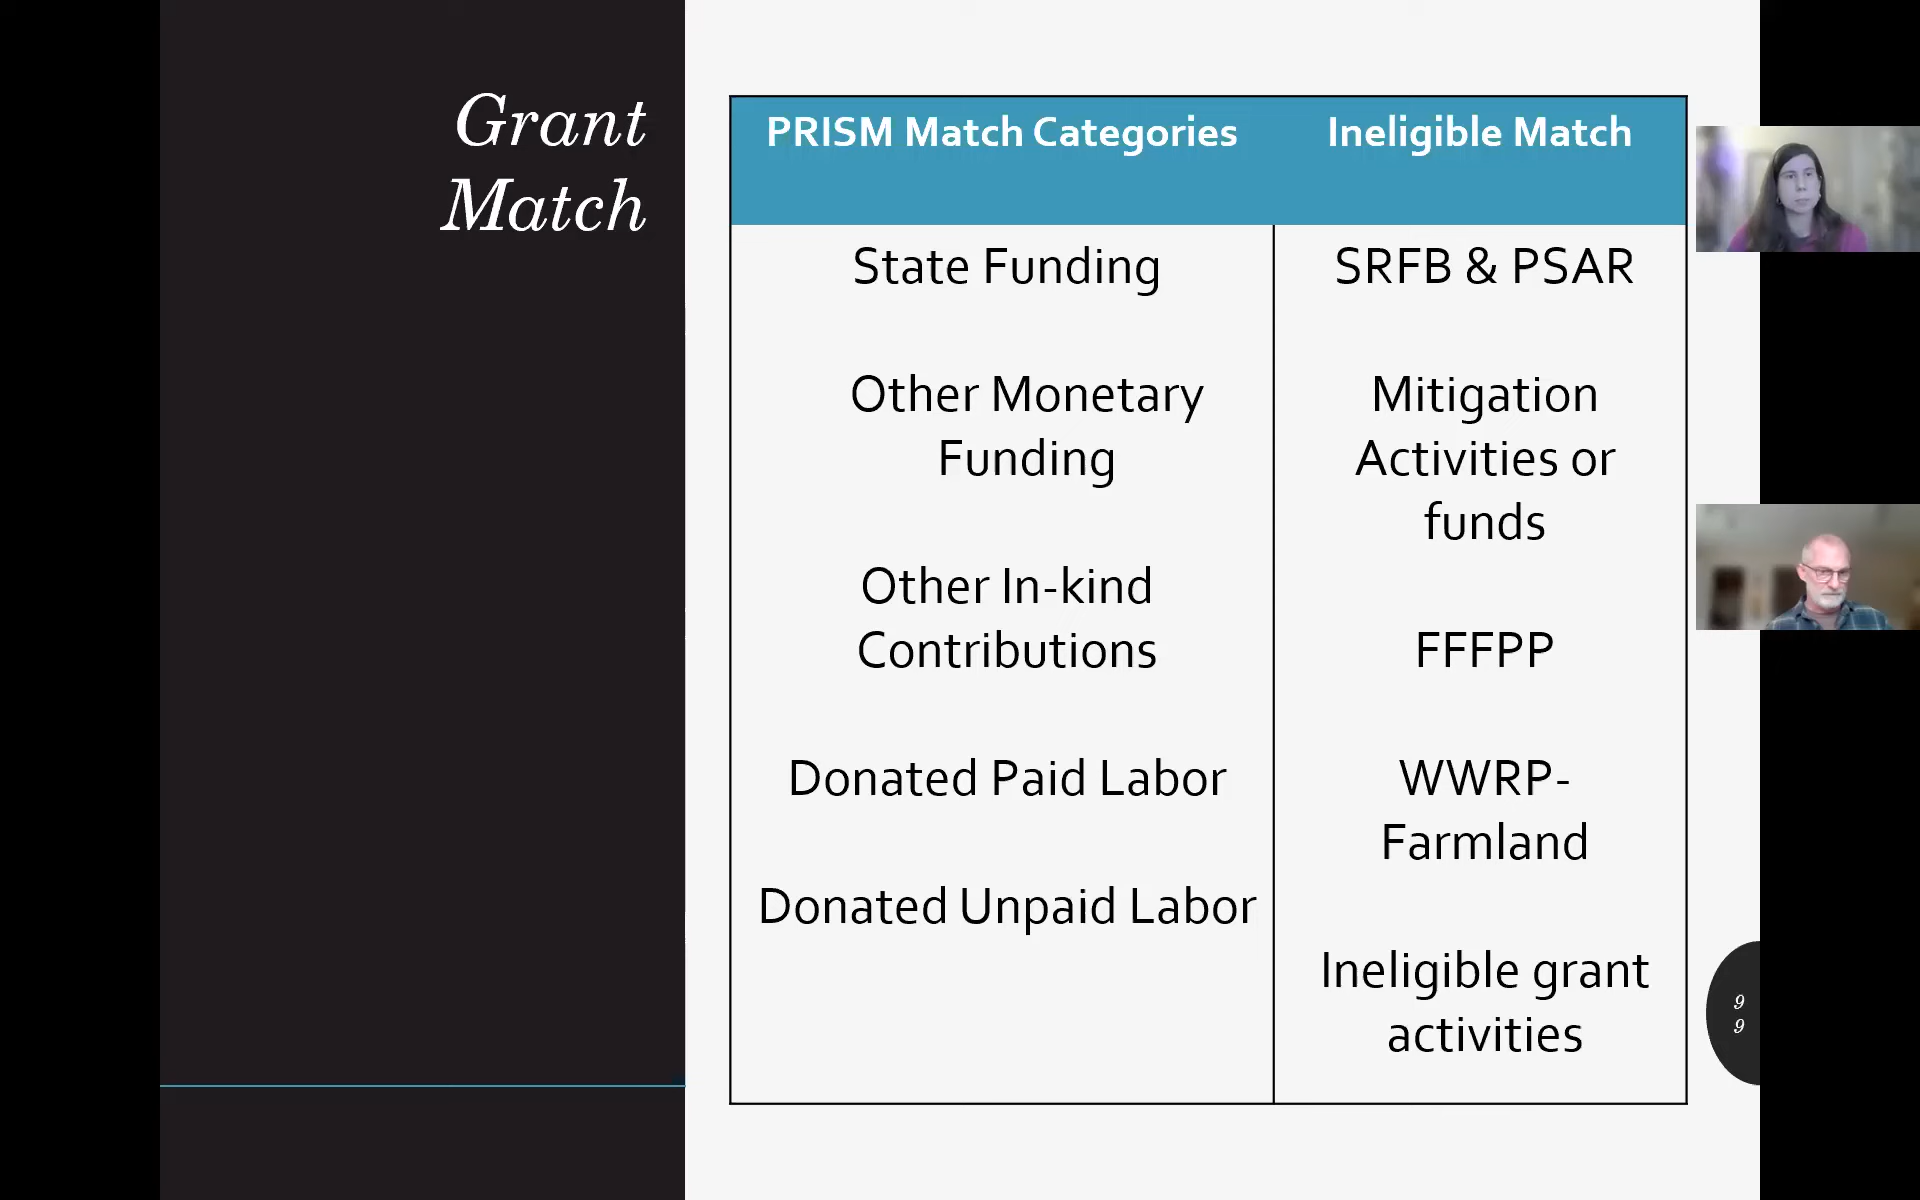 Grant
Match
PRISM Match Categories
Ineligible Match
State Funding
Other Monetary
Funding
Other In-kind
Contributions
Donated Paid Labor
Donated Unpaid Labor
SRFB & PSAR
Mitigation
Activities or
funds
FFFPP
WWRP-
Farmland
Ineligible grant
activities
9
9